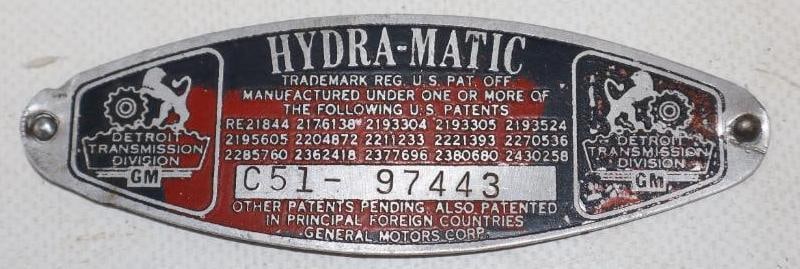 HYDRA-MATIC
TRADEMARK REG. U.S. PAT. OFF
MANUFACTURED UNDER ONE OR MORE OF
THE FOLLOWING U.S. PATENTS
RE21844 2176138 2193304 2193305 2193524
2195605 2204872 2211233 2221393 2270536
2285760 2362418 2377696 2380680 2430258
C51- 97443
OTHER PATENTS PENDING. ALSO PATENTED
IN PRINCIPAL FOREIGN COUNTRIES
GENERAL MOTORS CORP.
DETROIT
TRANSMISSION
DIVISION
GM
DETROIT
TRANSMISSION
DIVISION
GM